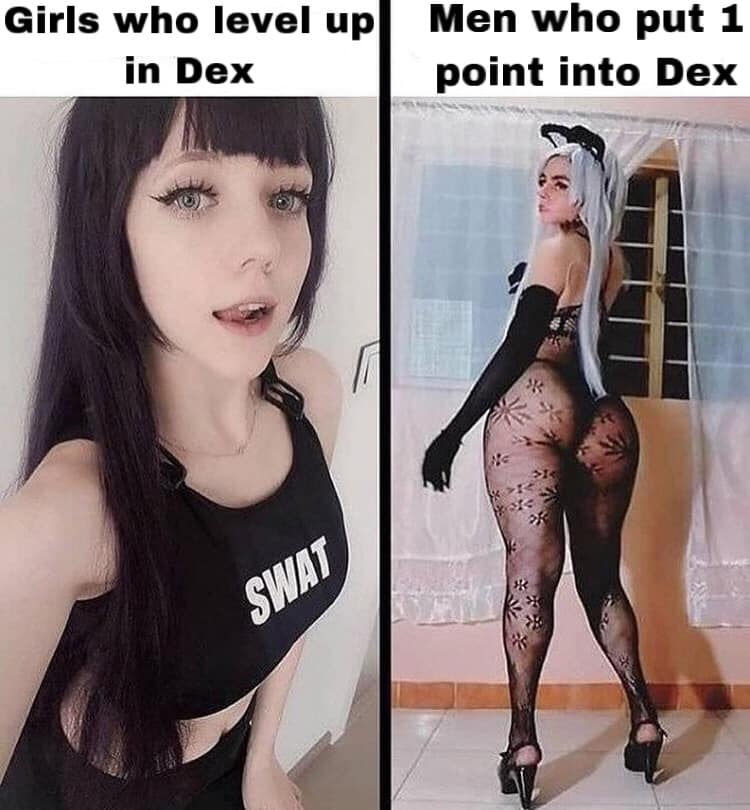 Girls who level up
in Dex
Men who put 1
point into Dex
SWAT